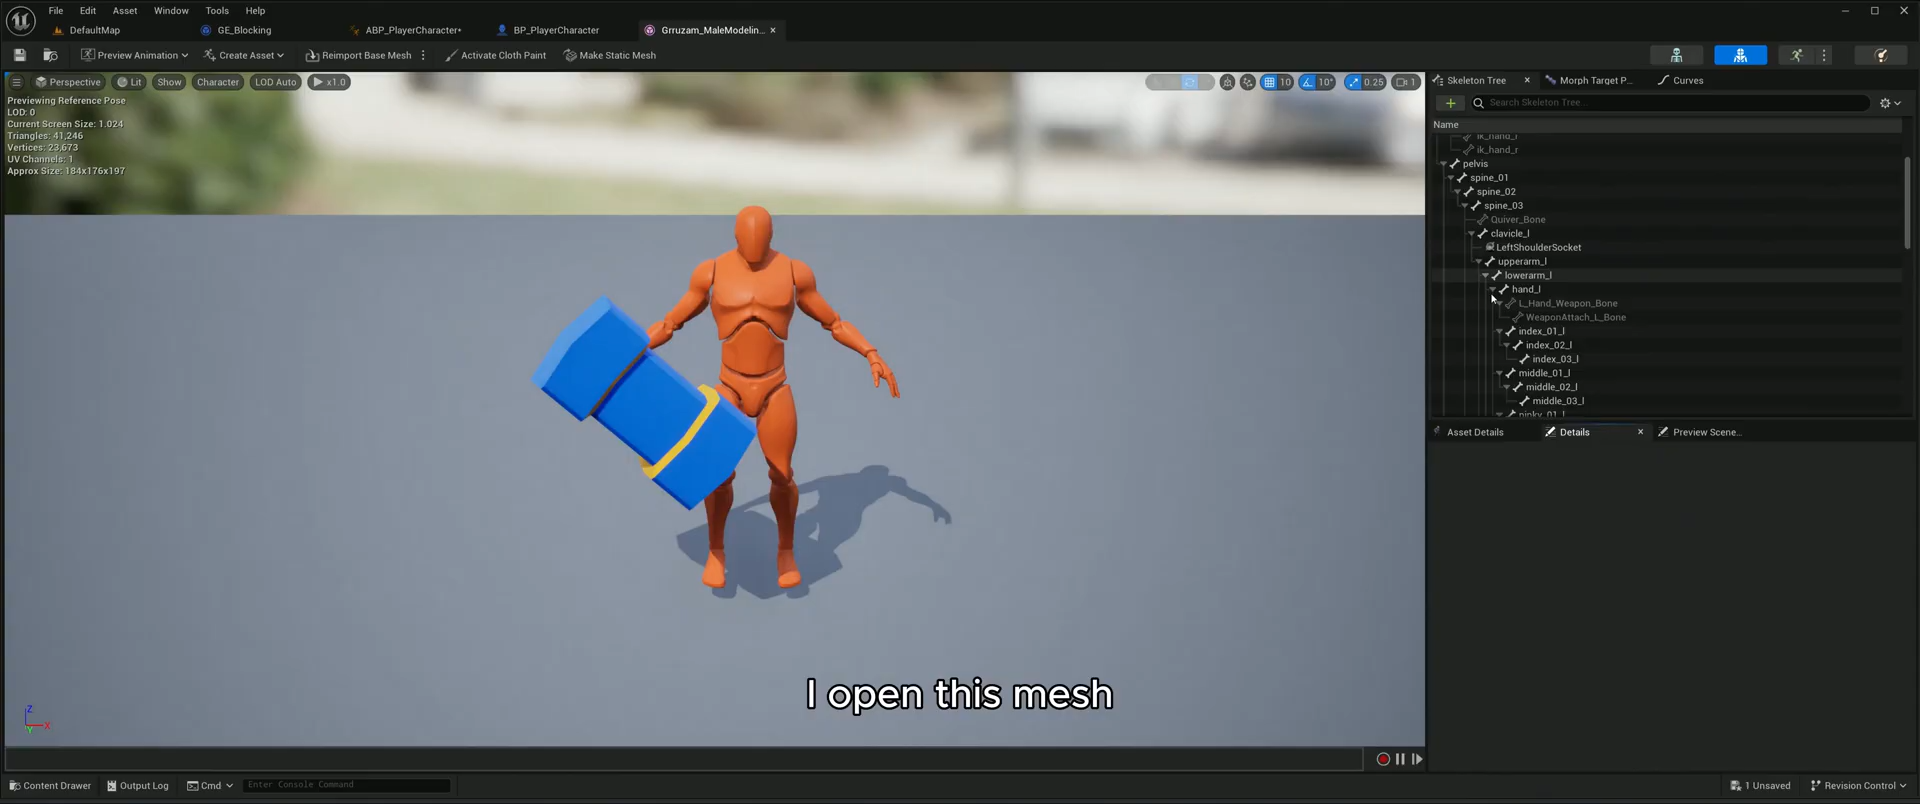 File Edit Asset Window Tools Help
DefaultMap GE_Blocking ABP_PlayerCharacter* BP_PlayerCharacter Grruzam_MaleModelin...
Preview Animation Create Asset Reimport Base Mesh Activate Cloth Paint Make Static Mesh
Perspective Lit Show Character LOD Auto x1.0 10 10° 0.25 1
Previewing Reference Pose
LOD: 0
Current Screen Size: 1.024
Triangles: 41,246
Vertices: 23,673
UV Channels: 1
Approx Size: 184x176x197
Z
X
Y
I open this mesh
Skeleton Tree Morph Target P... Curves
Search Skeleton Tree...
Name
ik_hand_r
ik_hand_r
pelvis
spine_01
spine_02
spine_03
Quiver_Bone
clavicle_l
LeftShoulderSocket
upperarm_l
lowerarm_l
hand_l
L_Hand_Weapon_Bone
WeaponAttach_L_Bone
index_01_l
index_02_l
index_03_l
middle_01_l
middle_02_l
middle_03_l
pinky_01_l
Asset Details Details Preview Scene...
Content Drawer Output Log Cmd Enter Console Command 1 Unsaved Revision Control